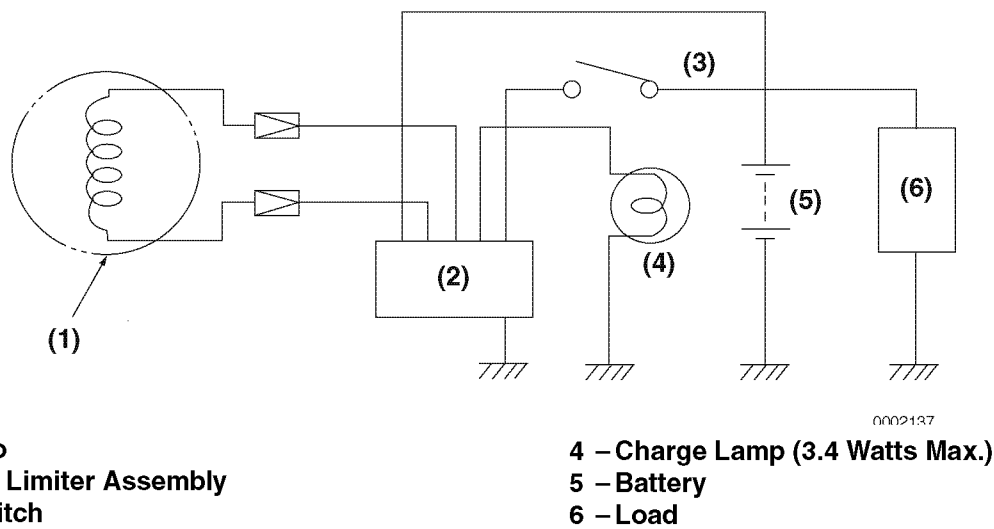 (3)
(5)
(6)
(2)
(4)
(1)
0002137
4 – Charge Lamp (3.4 Watts Max.)
Limiter Assembly
5 – Battery
6 – Load